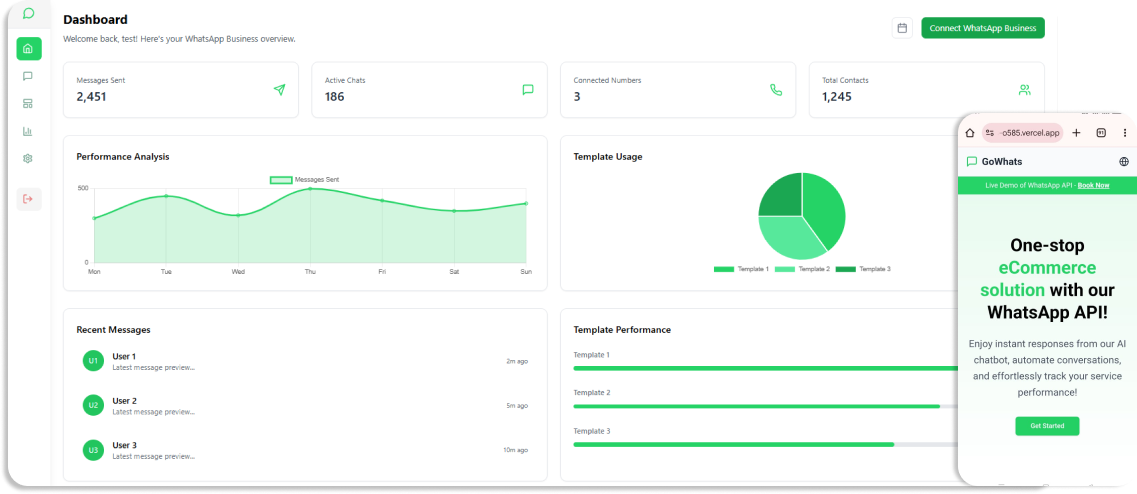 Dashboard
Welcome back, test! Here's your WhatsApp Business overview.
Connect WhatsApp Business
Messages Sent
2,451
Active Chats
186
Connected Numbers
3
Total Contacts
1,245
Performance Analysis
Messages Sent
500
0
Mon Tue Wed Thu Fri Sat Sun
Template Usage
Template 1 Template 2 Template 3
Recent Messages
U1
User 1
Latest message preview...
2m ago
U2
User 2
Latest message preview...
5m ago
U3
User 3
Latest message preview...
10m ago
Template Performance
Template 1
Template 2
Template 3
-o585.vercel.app
GoWhats
Live Demo of WhatsApp API - Book Now
One-stop
eCommerce
solution with our
WhatsApp API!
Enjoy instant responses from our AI
chatbot, automate conversations,
and effortlessly track your service
performance!
Get Started